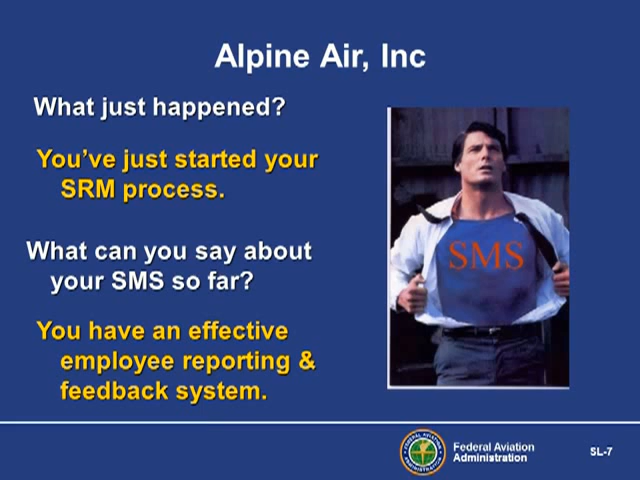 Alpine Air, Inc
What just happened?
You’ve just started your
SRM process.
What can you say about
your SMS so far?
You have an effective
employee reporting &
feedback system.
SMS
Federal Aviation
Administration
SL-7